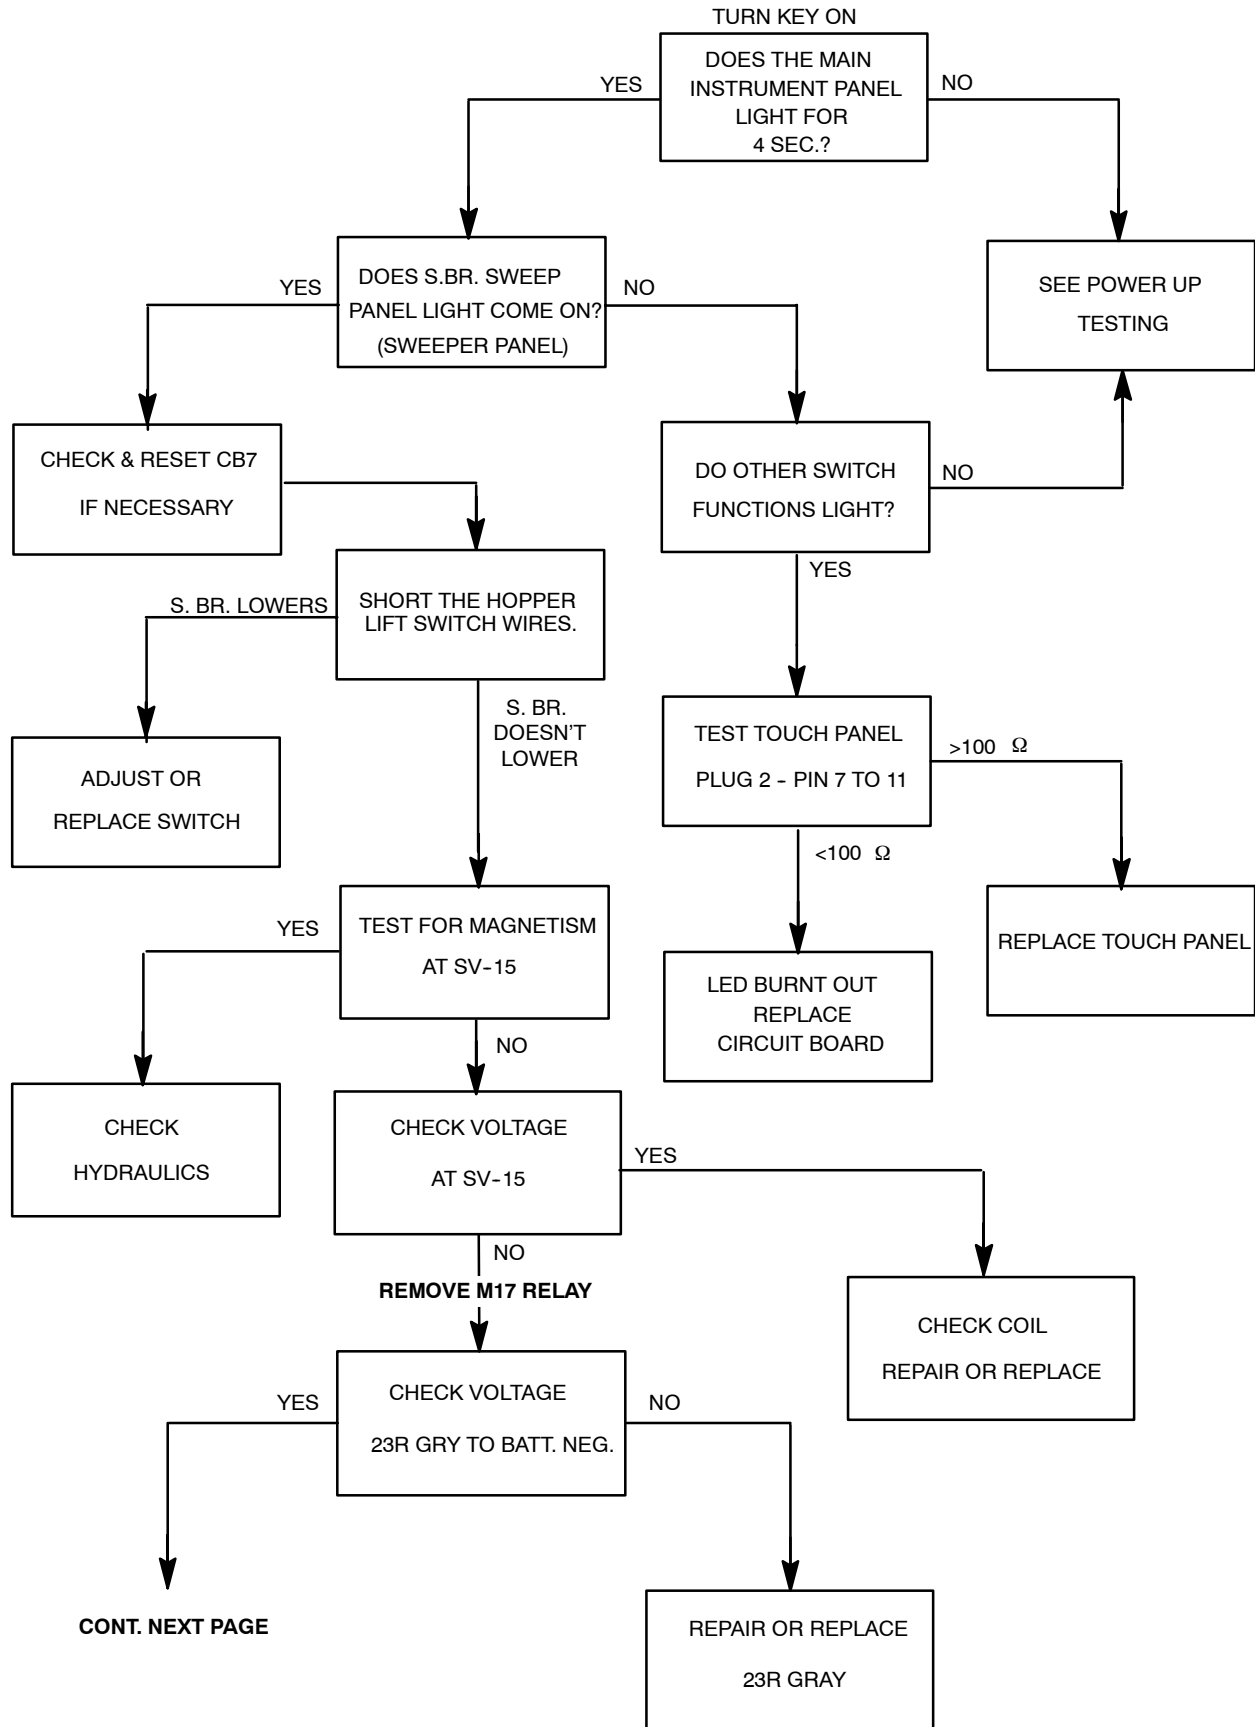 TURN KEY ON
DOES THE MAIN
INSTRUMENT PANEL
LIGHT FOR
4 SEC.?
YES
NO
DOES S.BR. SWEEP
PANEL LIGHT COME ON?
(SWEEPER PANEL)
YES
NO
SEE POWER UP
TESTING
CHECK & RESET CB7
IF NECESSARY
DO OTHER SWITCH
FUNCTIONS LIGHT?
NO
YES
SHORT THE HOPPER
LIFT SWITCH WIRES.
S. BR. LOWERS
S. BR.
DOESN'T
LOWER
ADJUST OR
REPLACE SWITCH
TEST TOUCH PANEL
PLUG 2 - PIN 7 TO 11
>100 Ω
<100 Ω
REPLACE TOUCH PANEL
LED BURNT OUT
REPLACE
CIRCUIT BOARD
TEST FOR MAGNETISM
AT SV-15
YES
NO
CHECK
HYDRAULICS
CHECK VOLTAGE
AT SV-15
YES
NO
REMOVE M17 RELAY
CHECK COIL
REPAIR OR REPLACE
CHECK VOLTAGE
23R GRY TO BATT. NEG.
YES
NO
CONT. NEXT PAGE
REPAIR OR REPLACE
23R GRAY